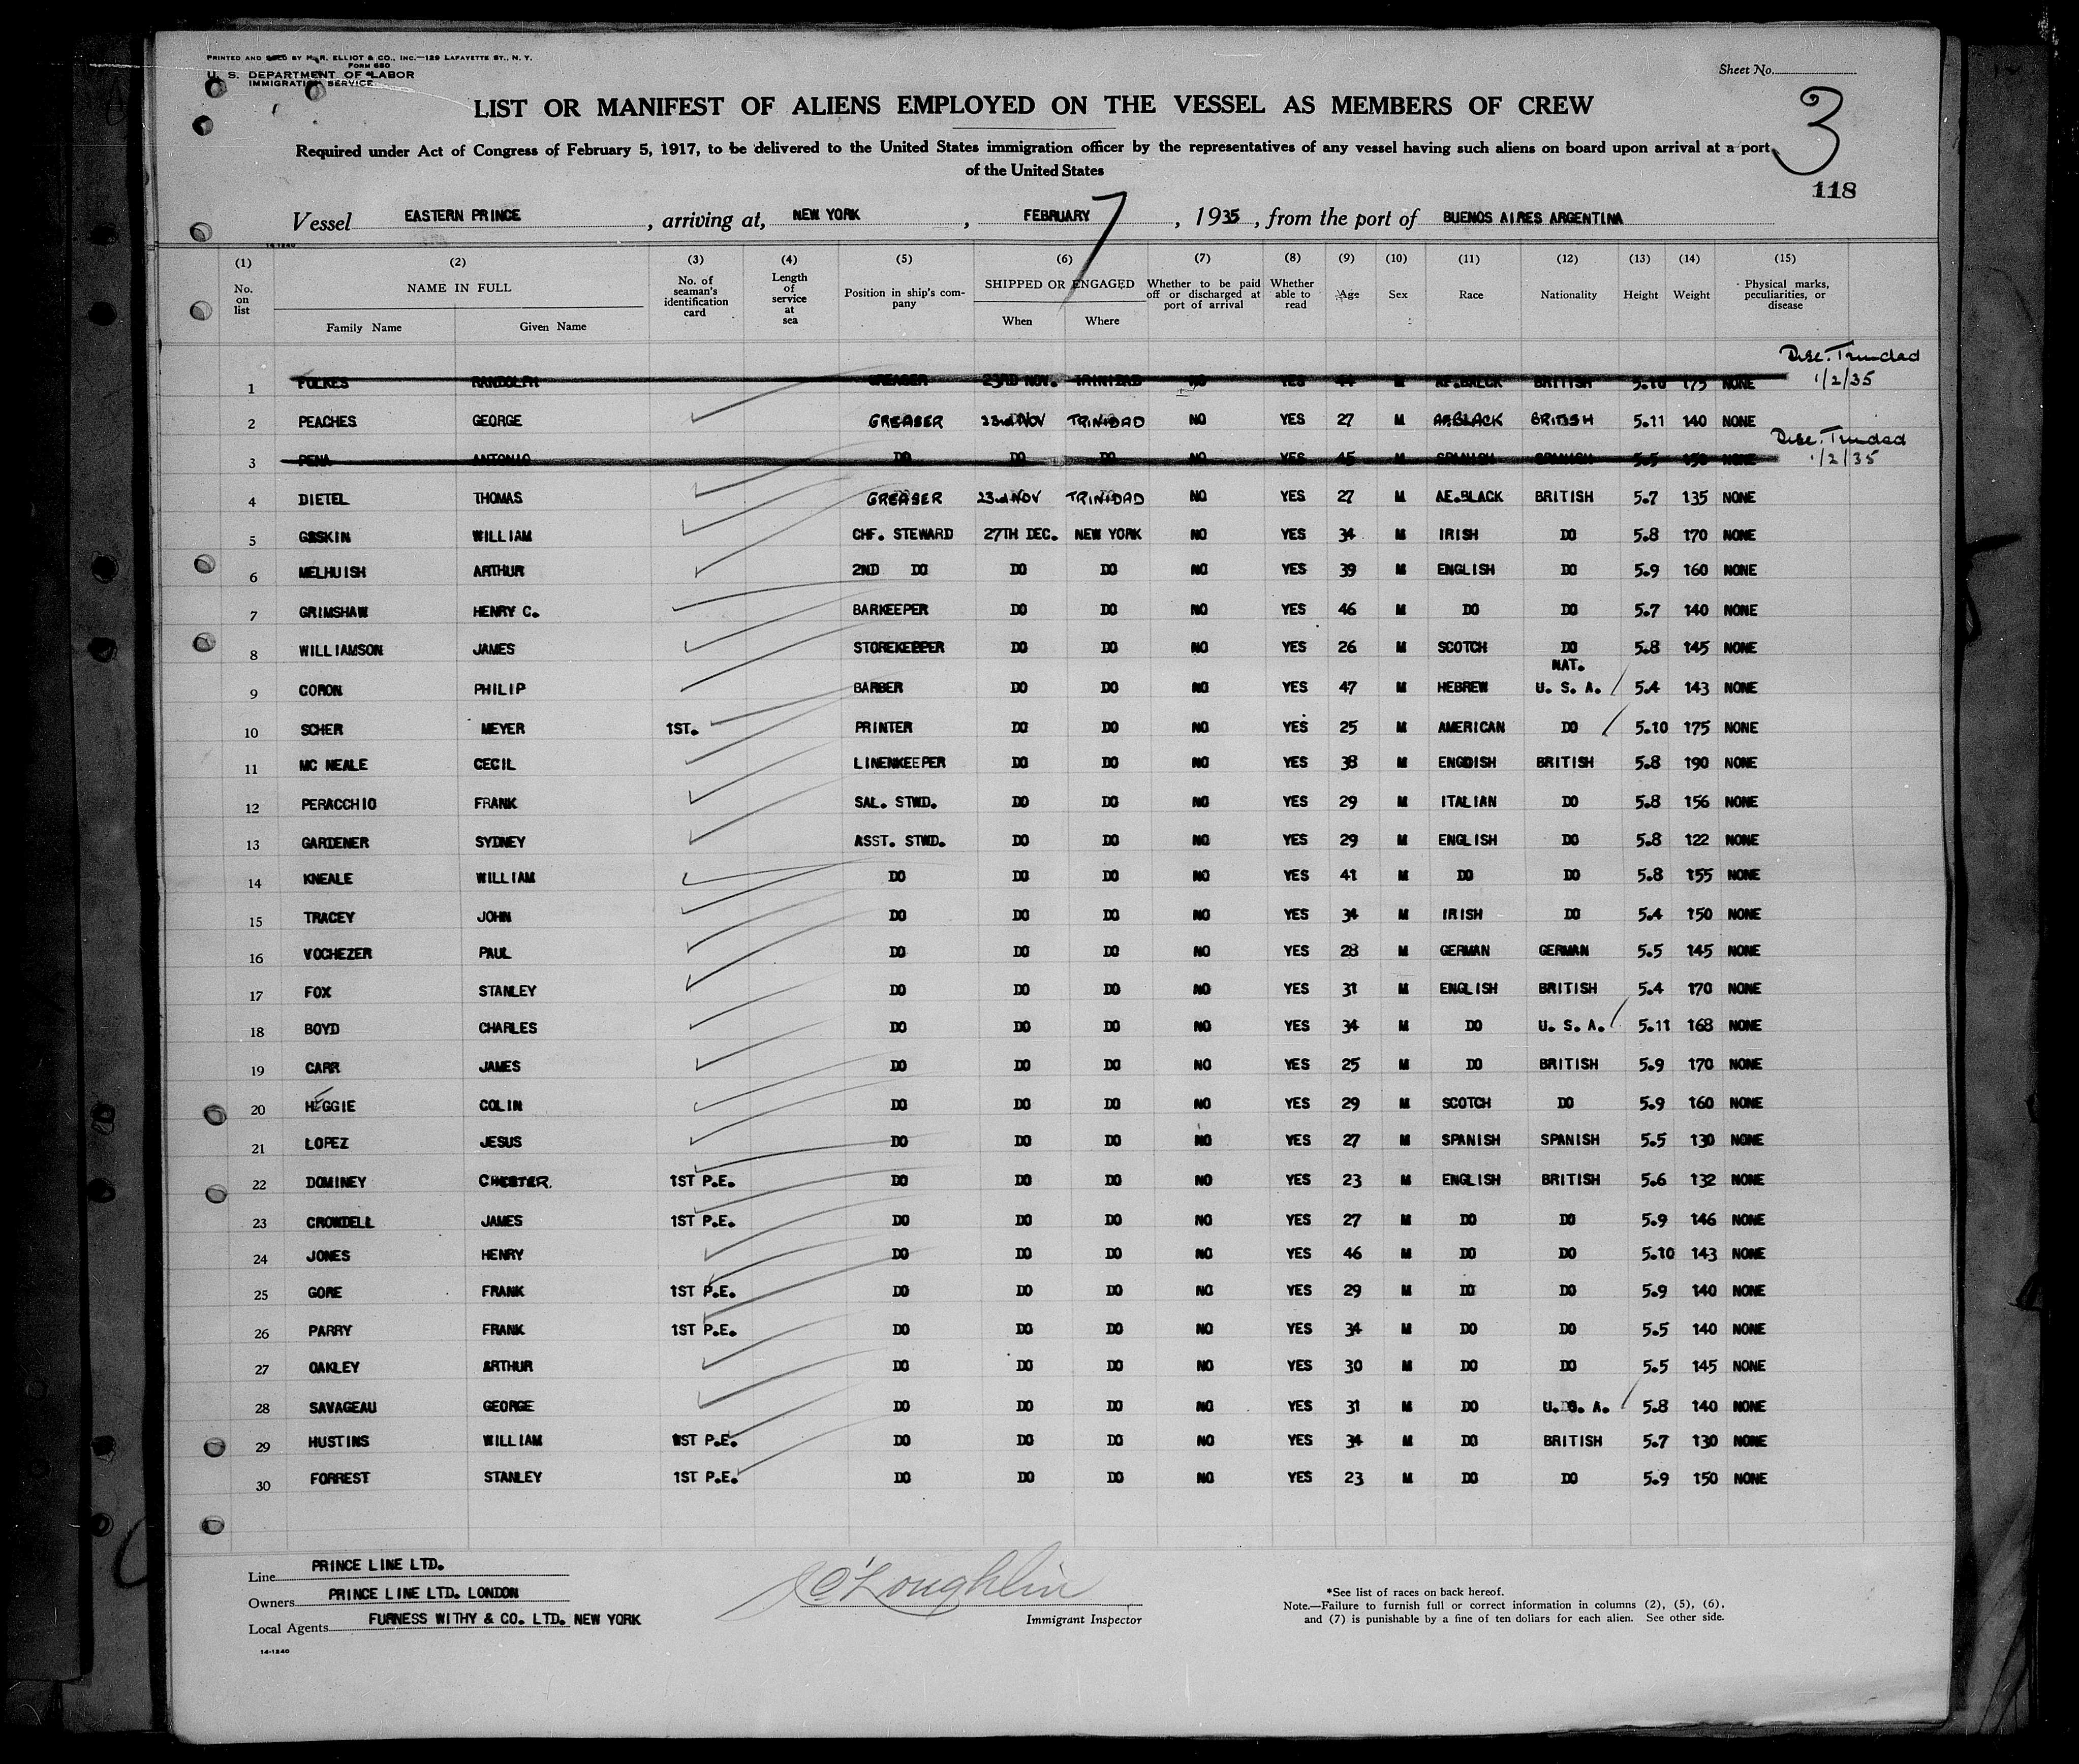 PRINTED AND SOLD BY H. R. ELLIOT & CO., INC.—129 LAFAYETTE ST., N. Y.
FORM 680
U. S. DEPARTMENT OF LABOR
IMMIGRATION SERVICE
Sheet No.
3
LIST OR MANIFEST OF ALIENS EMPLOYED ON THE VESSEL AS MEMBERS OF CREW
Required under Act of Congress of February 5, 1917, to be delivered to the United States immigration officer by the representatives of any vessel having such aliens on board upon arrival at a port
of the United States
118
Vessel EASTERN PRINCE, arriving at, NEW YORK, FEBRUARY 7, 1935, from the port of BUENOS AIRES ARGENTINA
14-1240
(1) (2) (3) (4) (5) (6) (7) (8) (9) (10) (11) (12) (13) (14) (15)
No. on list NAME IN FULL Family Name Given Name No. of seaman's identification card Length of service at sea Position in ship's company SHIPPED OR ENGAGED When Where Whether to be paid off or discharged at port of arrival Whether able to read Age Sex Race Nationality Height Weight Physical marks, peculiarities, or disease
1 FOLKES RANDOLPH GREASER 23RD NOV. TRINIDAD NO YES 44 M AF.BALCK BRITISH 5.10 175 NONE Disc. Trinidad 1/2/35
2 PEACHES GEORGE GREASER 23rd NOV TRINIDAD NO YES 27 M AF.BLACK BRITISH 5.11 140 NONE
3 PENA ANTONIO DO DO DO NO YES 45 M SPANISH SPANISH 5.5 150 NONE Disc. Trinidad 1/2/35
4 DIETEL THOMAS GREASER 23rd NOV TRINIDAD NO YES 27 M AE.BLACK BRITISH 5.7 135 NONE
5 GASKIN WILLIAM CHF. STEWARD 27TH DEC. NEW YORK NO YES 34 M IRISH DO 5.8 170 NONE
6 MELHUISH ARTHUR 2ND DO DO DO NO YES 39 M ENGLISH DO 5.9 160 NONE
7 GRIMSHAW HENRY C. BARKEEPER DO DO NO YES 46 M DO DO 5.7 140 NONE
8 WILLIAMSON JAMES STOREKEEPER DO DO NO YES 26 M SCOTCH DO 5.8 145 NONE
9 CORON PHILIP BARBER DO DO NO YES 47 M HEBREW NAT. U. S. A. 5.4 143 NONE
10 SCHER MEYER 1ST. PRINTER DO DO NO YES 25 M AMERICAN DO 5.10 175 NONE
11 MC NEALE CECIL LINENKEEPER DO DO NO YES 38 M ENGDISH BRITISH 5.8 190 NONE
12 PERACCHIO FRANK SAL. STWD. DO DO NO YES 29 M ITALIAN DO 5.8 156 NONE
13 GARDENER SYDNEY ASST. STWD. DO DO NO YES 29 M ENGLISH DO 5.8 122 NONE
14 KNEALE WILLIAM DO DO DO NO YES 41 M DO DO 5.8 155 NONE
15 TRACEY JOHN DO DO DO NO YES 34 M IRISH DO 5.4 150 NONE
16 VOCHEZER PAUL DO DO DO NO YES 28 M GERMAN GERMAN 5.5 145 NONE
17 FOX STANLEY DO DO DO NO YES 31 M ENGLISH BRITISH 5.4 170 NONE
18 BOYD CHARLES DO DO DO NO YES 34 M DO U. S. A. 5.11 168 NONE
19 CARR JAMES DO DO DO NO YES 25 M DO BRITISH 5.9 170 NONE
20 HEGGIE COLIN DO DO DO NO YES 29 M SCOTCH DO 5.9 160 NONE
21 LOPEZ JESUS DO DO DO NO YES 27 M SPANISH SPANISH 5.5 130 NONE
22 DOMINEY CHESTER. 1ST P.E. DO DO DO NO YES 23 M ENGLISH BRITISH 5.6 132 NONE
23 CROWDELL JAMES 1ST P.E. DO DO DO NO YES 27 M DO DO 5.9 146 NONE
24 JONES HENRY DO DO DO NO YES 46 M DO DO 5.10 143 NONE
25 GORE FRANK 1ST P.E. DO DO DO NO YES 29 M DO DO 5.9 140 NONE
26 PARRY FRANK 1ST P.E. DO DO DO NO YES 34 M DO DO 5.5 140 NONE
27 OAKLEY ARTHUR DO DO DO NO YES 30 M DO DO 5.5 145 NONE
28 SAVAGEAU GEORGE DO DO DO NO YES 31 M DO U. S. A. 5.8 140 NONE
29 HUSTINS WILLIAM 1ST P.E. DO DO DO NO YES 34 M DO BRITISH 5.7 130 NONE
30 FORREST STANLEY 1ST P.E. DO DO DO NO YES 23 M DO DO 5.9 150 NONE
Line PRINCE LINE LTD.
Owners PRINCE LINE LTD. LONDON
Local Agents FURNESS WITHY & CO. LTD. NEW YORK
14-1240
O'Loughlin
Immigrant Inspector
*See list of races on back hereof.
Note.—Failure to furnish full or correct information in columns (2), (5), (6),
and (7) is punishable by a fine of ten dollars for each alien. See other side.